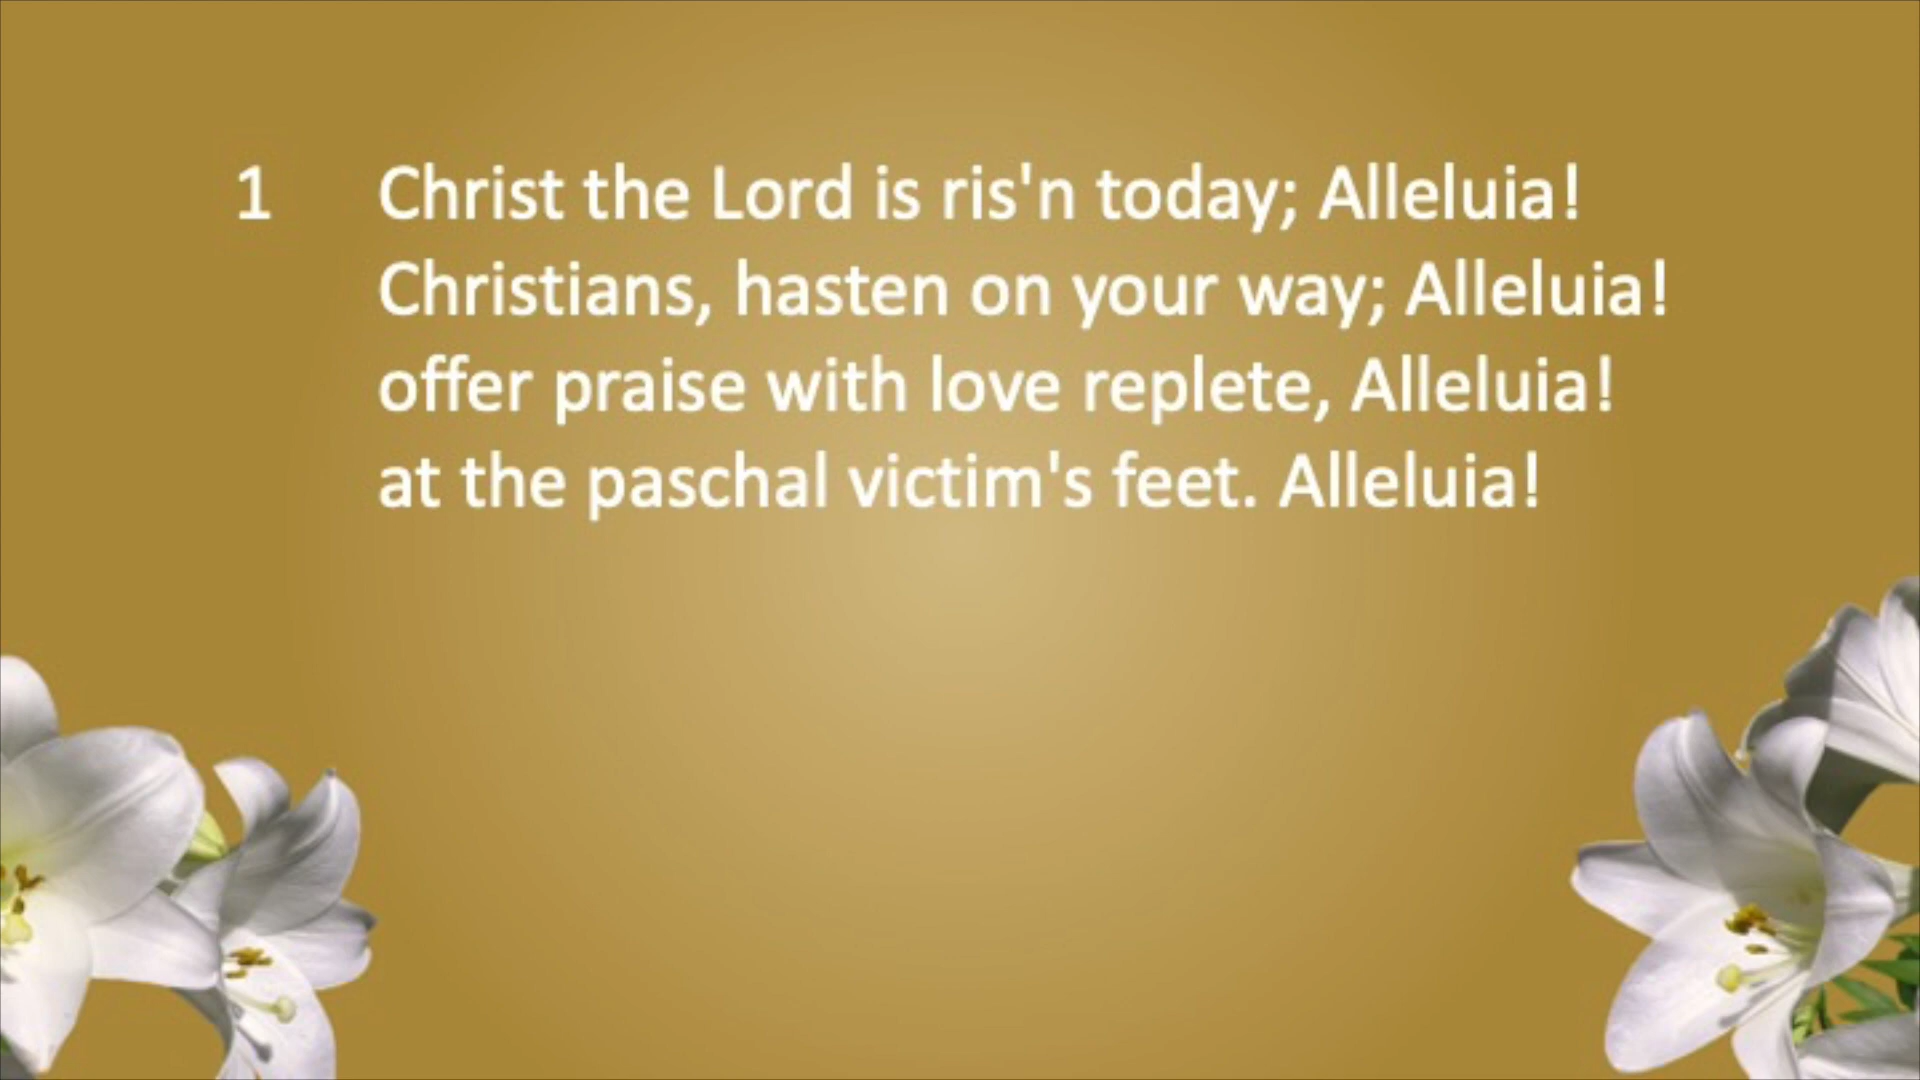 1 Christ the Lord is ris'n today; Alleluia!
Christians, hasten on your way; Alleluia!
offer praise with love replete, Alleluia!
at the paschal victim's feet. Alleluia!